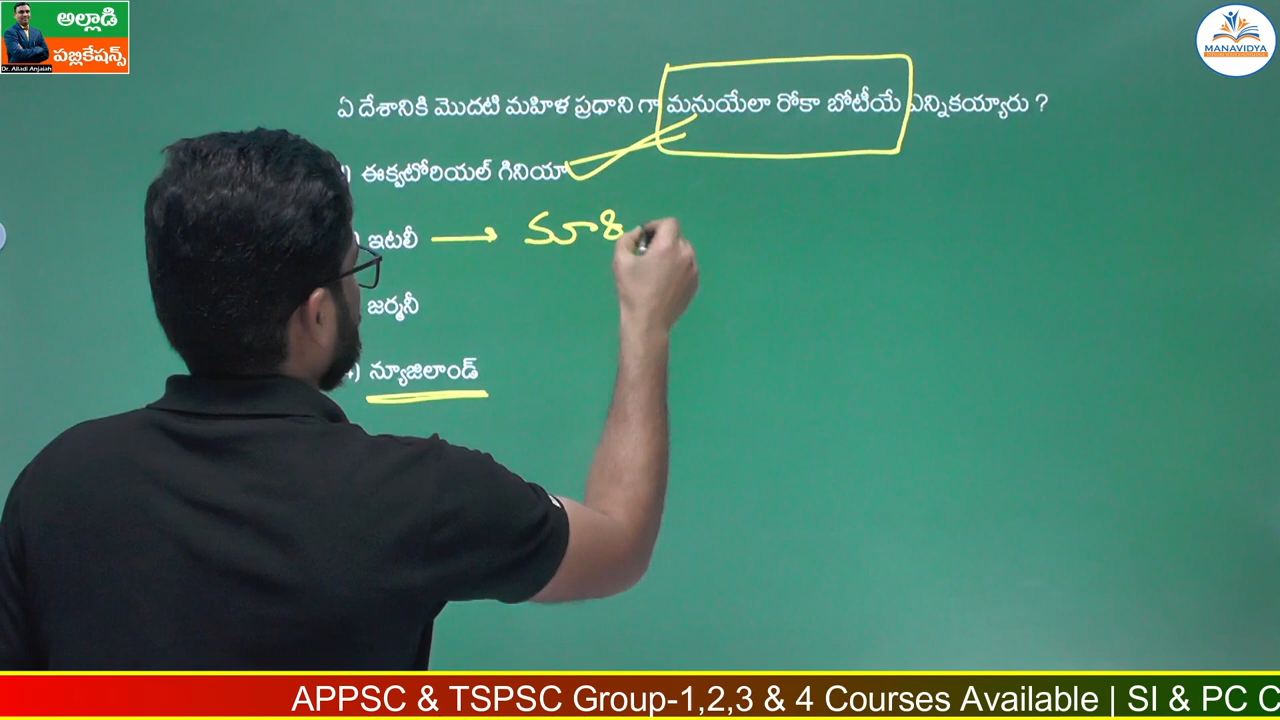 అల్లాడి
పబ్లికేషన్స్
Dr. Alladi Anjaiah
MANAVIDYA
ఏ దేశానికి మొదటి మహిళ ప్రధాని గా మనుయేలా రోకా బోటీయే ఎన్నికయ్యారు ?
) ఈక్వటోరియల్ గినియా
) ఇటలీ → మా
జర్మనీ
4) న్యూజిలాండ్
APPSC & TSPSC Group-1,2,3 & 4 Courses Available | SI & PC C